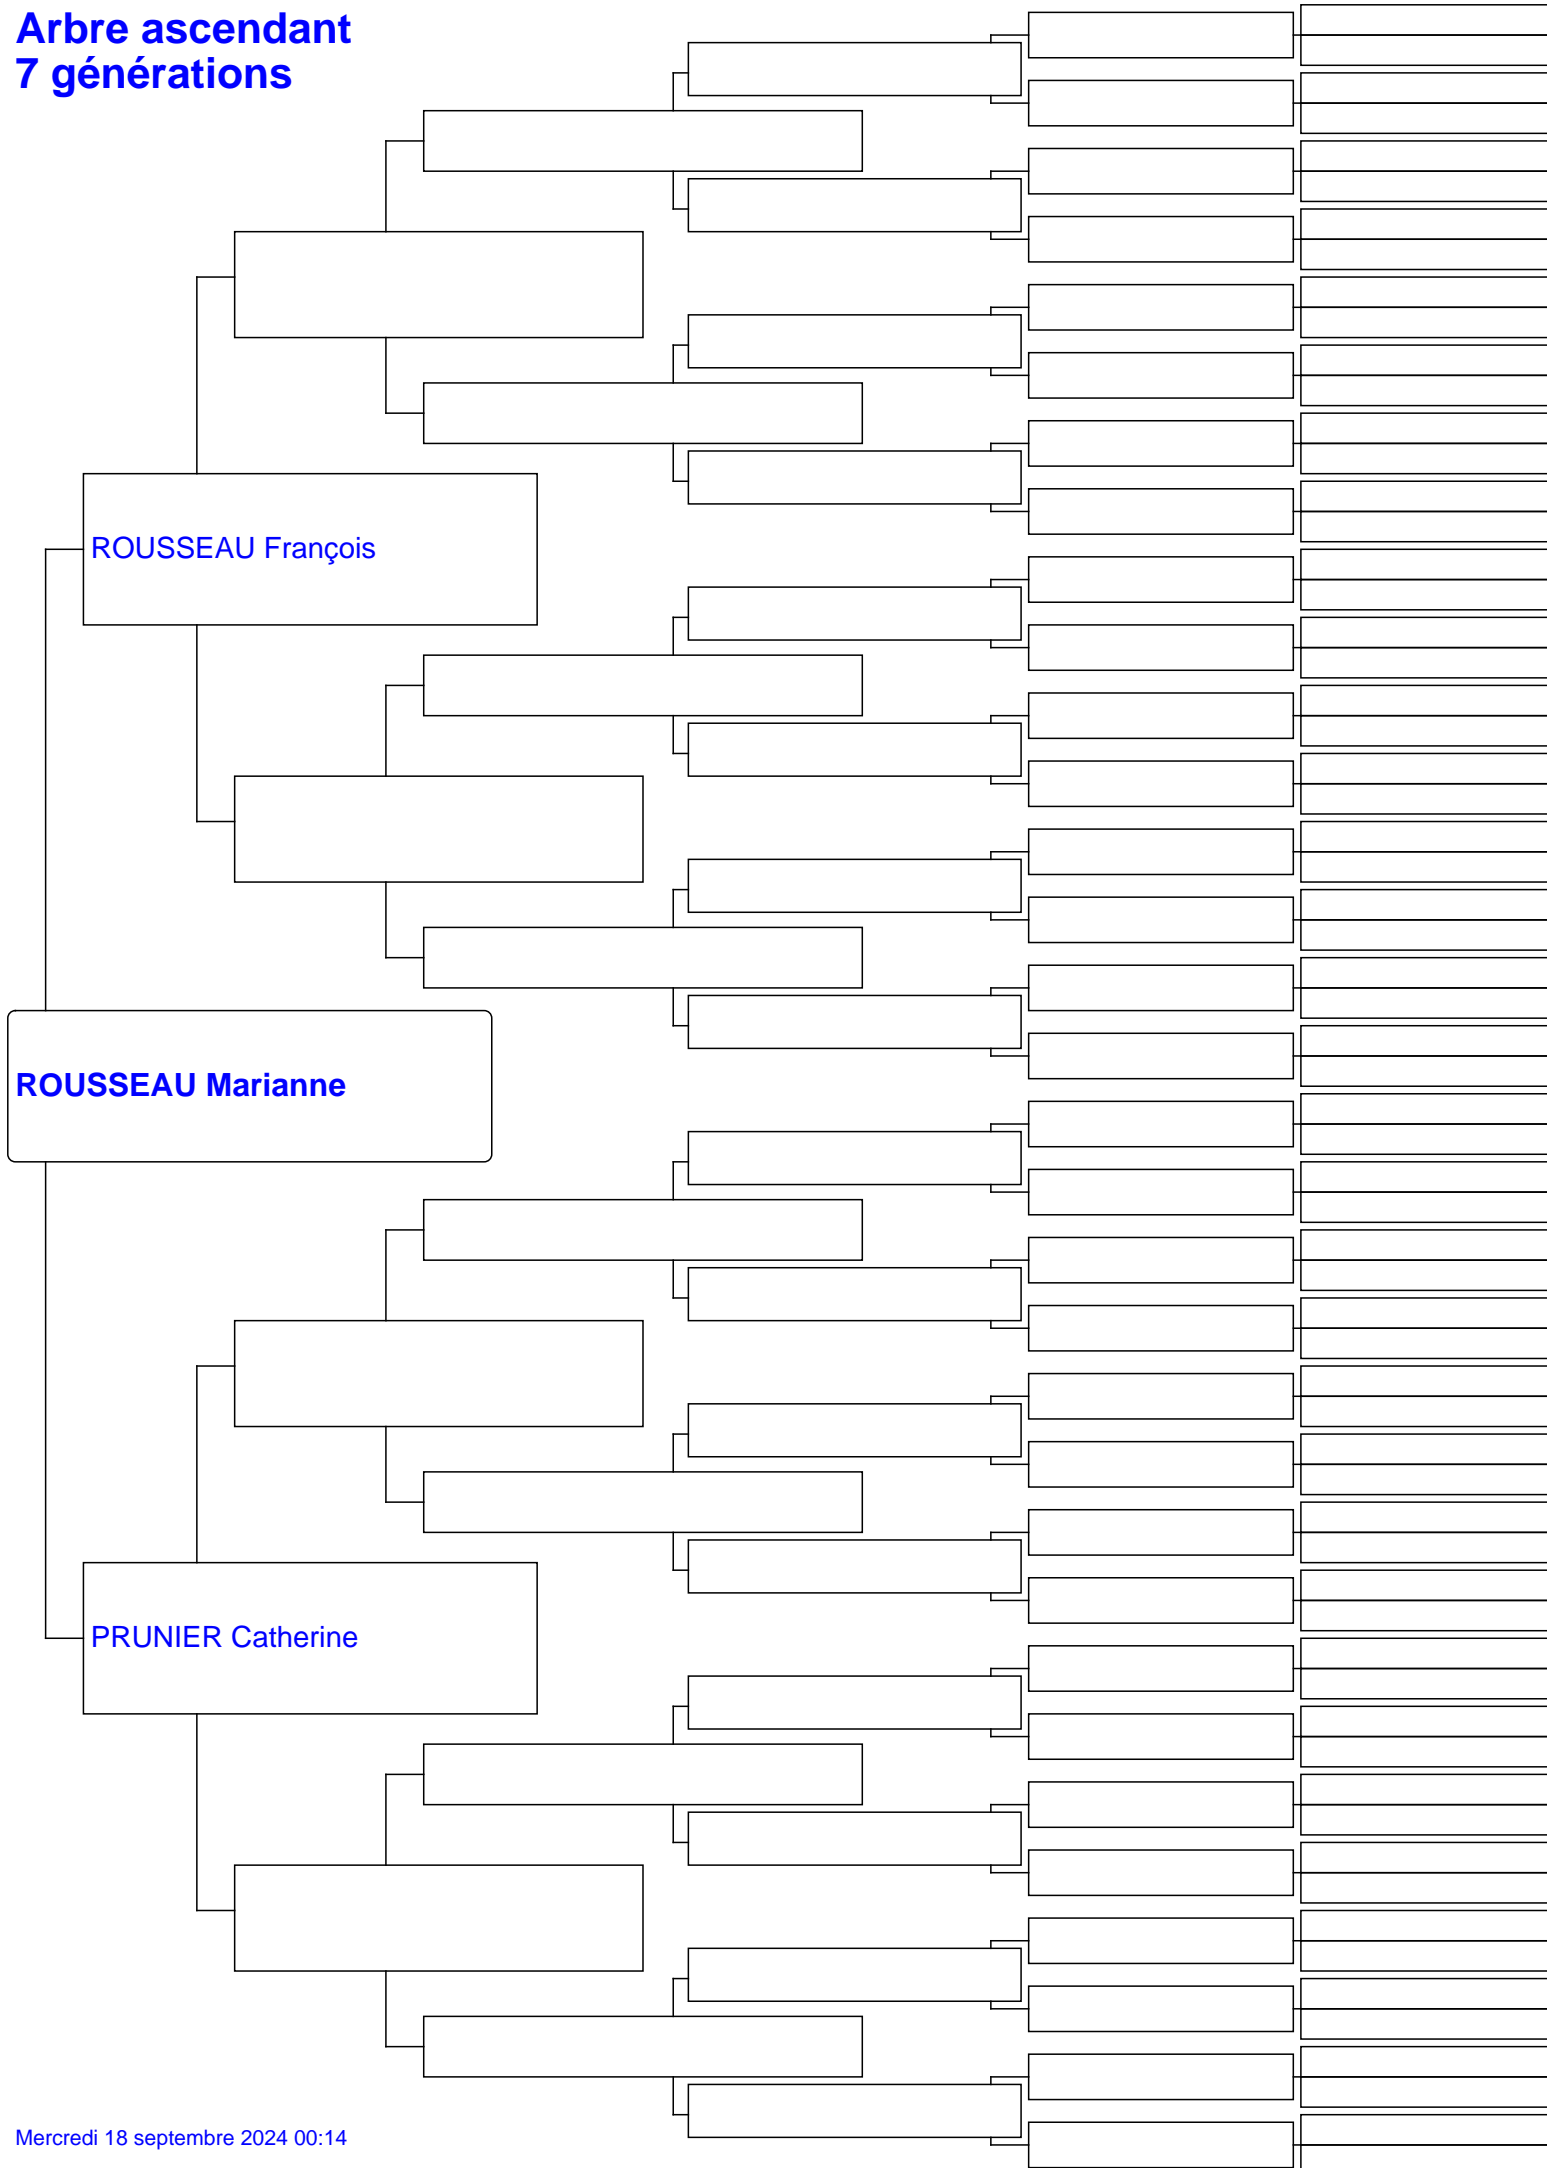 Arbre ascendant
7 générations
ROUSSEAU François
ROUSSEAU Marianne
PRUNIER Catherine
Mercredi 18 septembre 2024 00:14